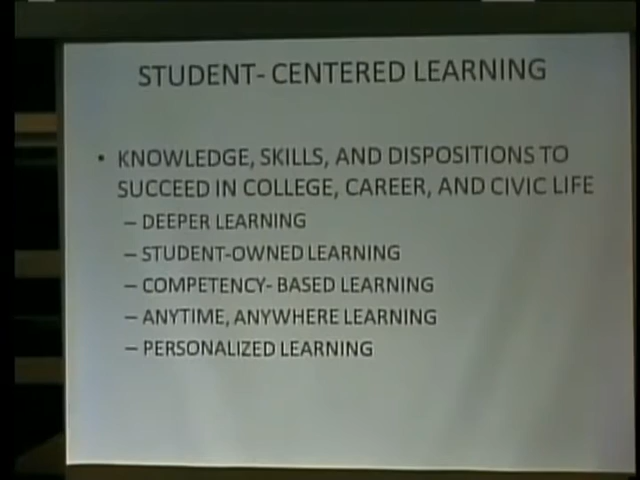 STUDENT- CENTERED LEARNING
• KNOWLEDGE, SKILLS, AND DISPOSITIONS TO
SUCCEED IN COLLEGE, CAREER, AND CIVIC LIFE
– DEEPER LEARNING
– STUDENT-OWNED LEARNING
– COMPETENCY- BASED LEARNING
– ANYTIME, ANYWHERE LEARNING
– PERSONALIZED LEARNING